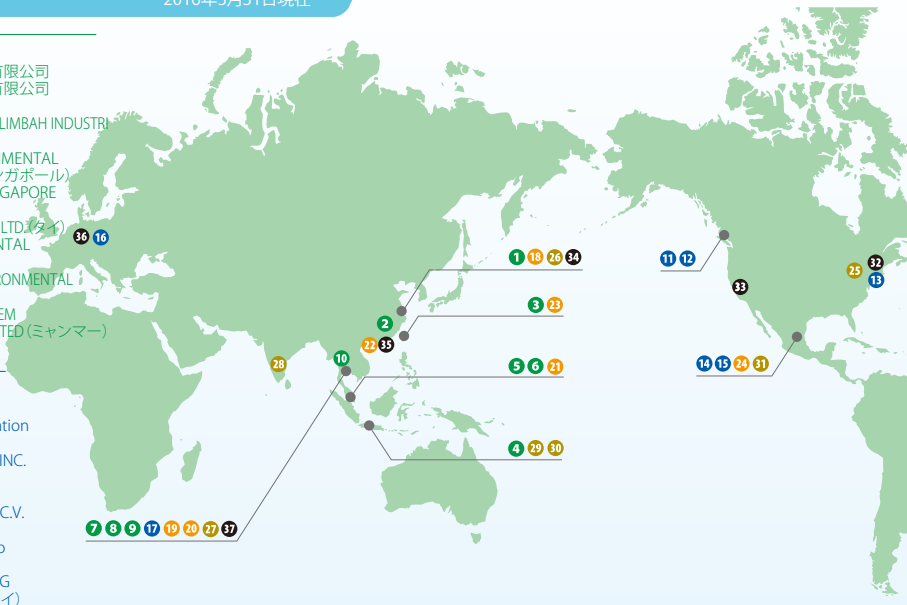 2016年3月31日現在
有限公司
有限公司
LIMBAH INDUSTRI
NMENTAL
ンガポール）
NGAPORE
LTD.（タイ）
NTAL
RONMENTAL
EM
TED（ミャンマー）
ation
INC.
C.V.
o
G
イ）
36 16
1 18 26 34
3 23
2
22 35
10
28
5 6 21
4 29 30
7 8 9 17 19 20 27 37
11 12
33
25 32
13
14 15 24 31